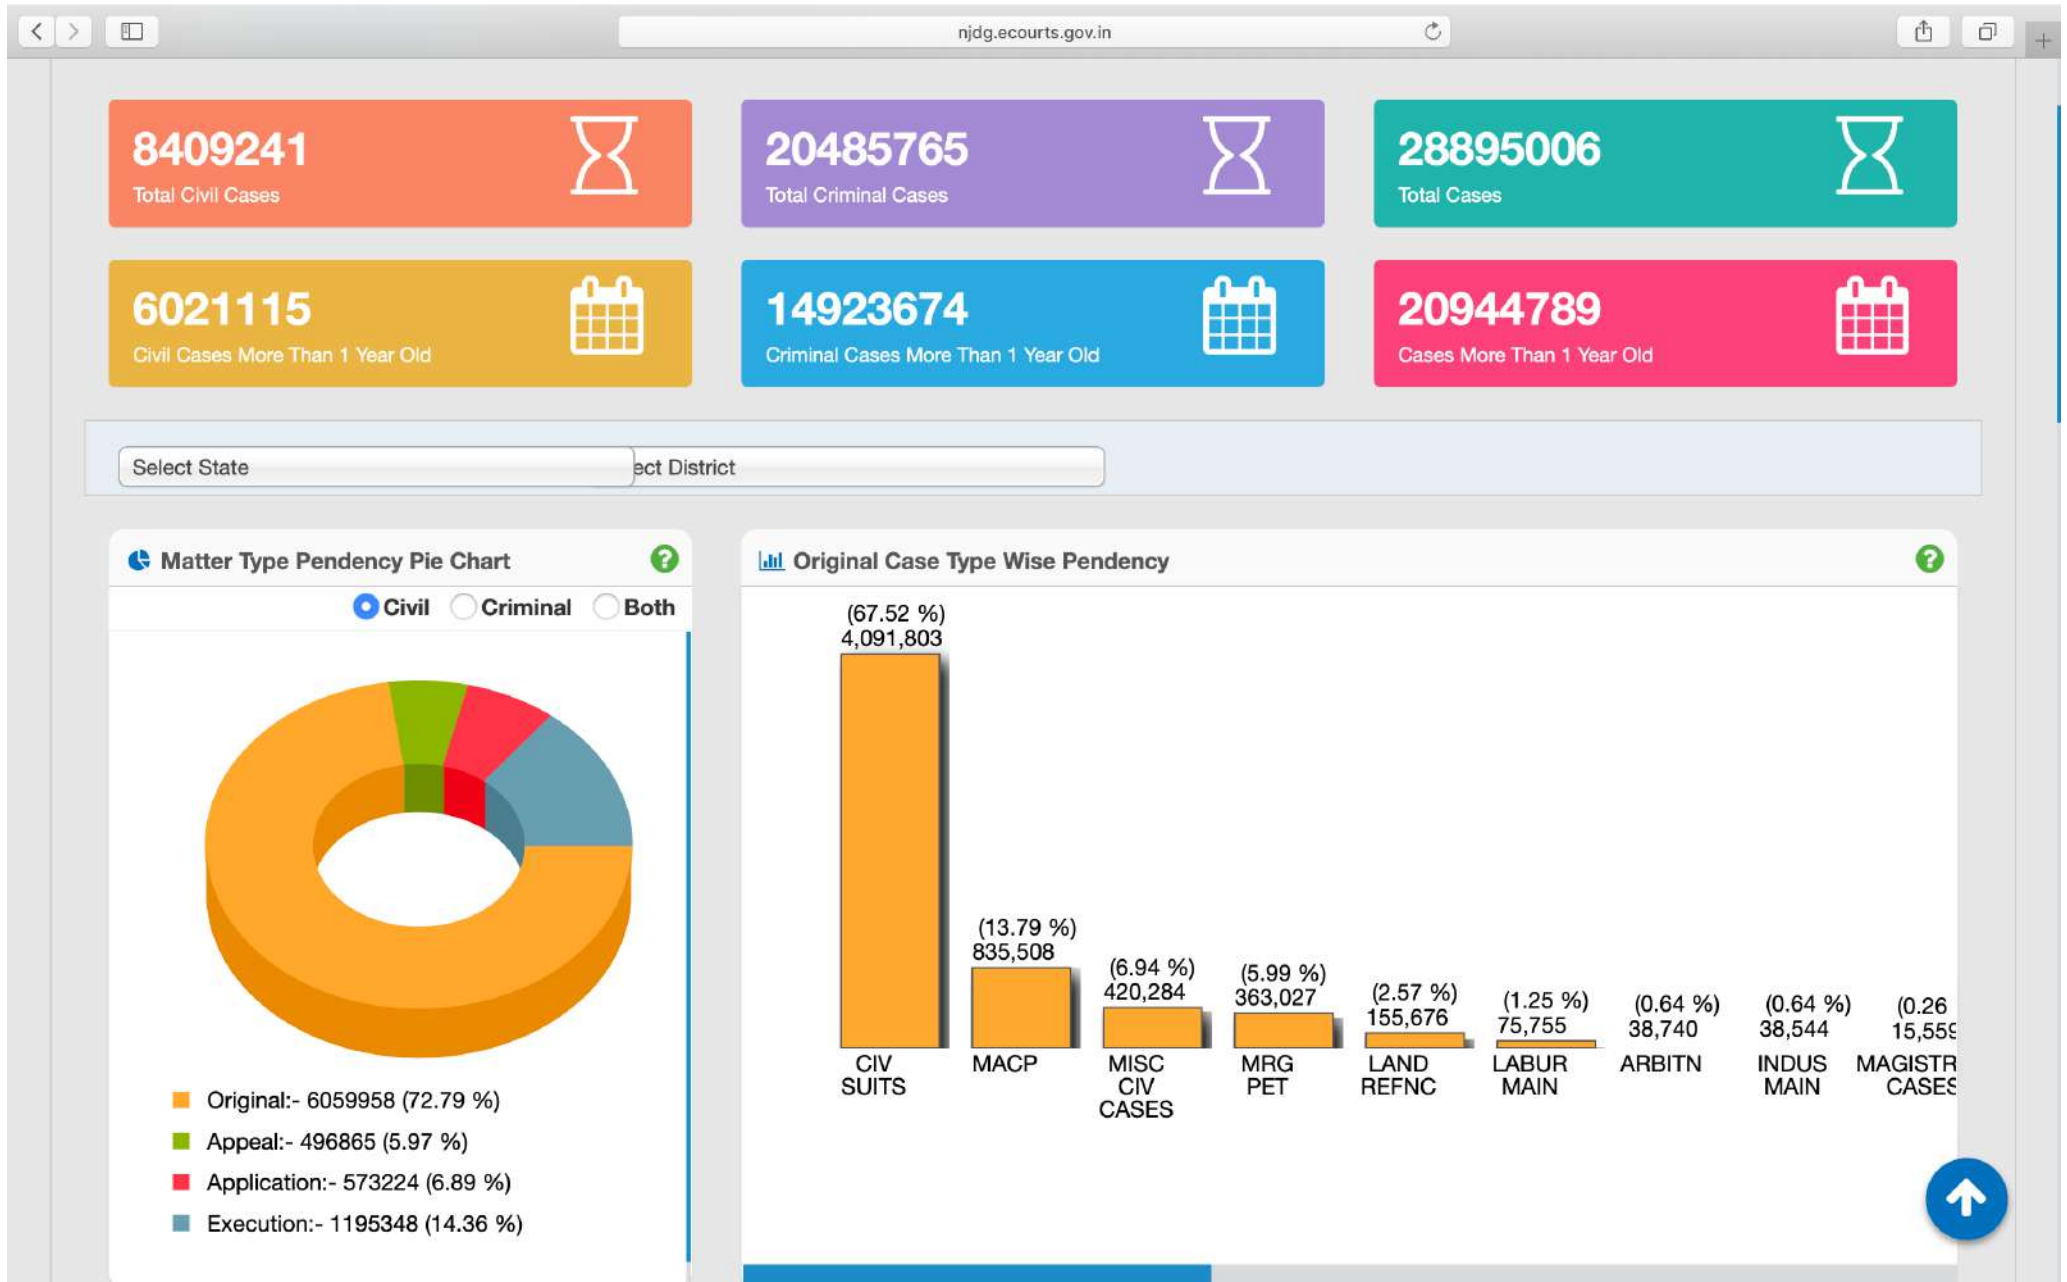 njdg.ecourts.gov.in
8409241
Total Civil Cases
20485765
Total Criminal Cases
28895006
Total Cases
6021115
Civil Cases More Than 1 Year Old
14923674
Criminal Cases More Than 1 Year Old
20944789
Cases More Than 1 Year Old
Select State
ect District
Matter Type Pendency Pie Chart
Civil Criminal Both
Original:- 6059958 (72.79 %)
Appeal:- 496865 (5.97 %)
Application:- 573224 (6.89 %)
Execution:- 1195348 (14.36 %)
Original Case Type Wise Pendency
(67.52 %)
4,091,803
CIV
SUITS
(13.79 %)
835,508
MACP
(6.94 %)
420,284
MISC
CIV
CASES
(5.99 %)
363,027
MRG
PET
(2.57 %)
155,676
LAND
REFNC
(1.25 %)
75,755
LABUR
MAIN
(0.64 %)
38,740
ARBITN
(0.64 %)
38,544
INDUS
MAIN
(0.26
15,559
MAGISTR
CASES